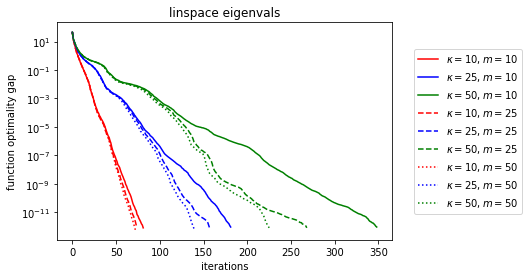 linspace eigenvals
function optimality gap
10¹
10⁻¹
10⁻³
10⁻⁵
10⁻⁷
10⁻⁹
10⁻¹¹
0 50 100 150 200 250 300 350
iterations
κ = 10, m = 10
κ = 25, m = 10
κ = 50, m = 10
κ = 10, m = 25
κ = 25, m = 25
κ = 50, m = 25
κ = 10, m = 50
κ = 25, m = 50
κ = 50, m = 50